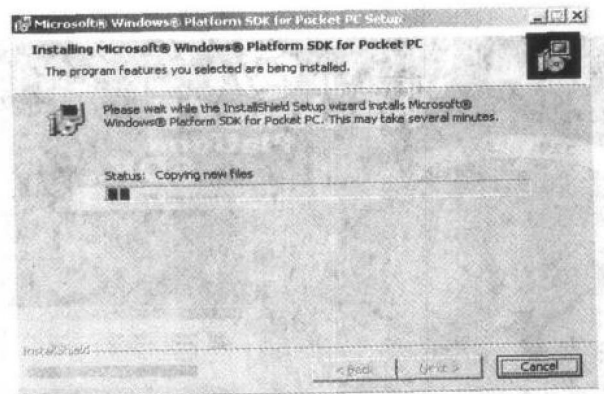 Microsoft® Windows® Platform SDK for Pocket PC Setup
Installing Microsoft® Windows® Platform SDK for Pocket PC
The program features you selected are being installed.
Please wait while the InstallShield Setup wizard installs Microsoft®
Windows® Platform SDK for Pocket PC. This may take several minutes.
Status: Copying new files
InstallShield
< Back Next > Cancel